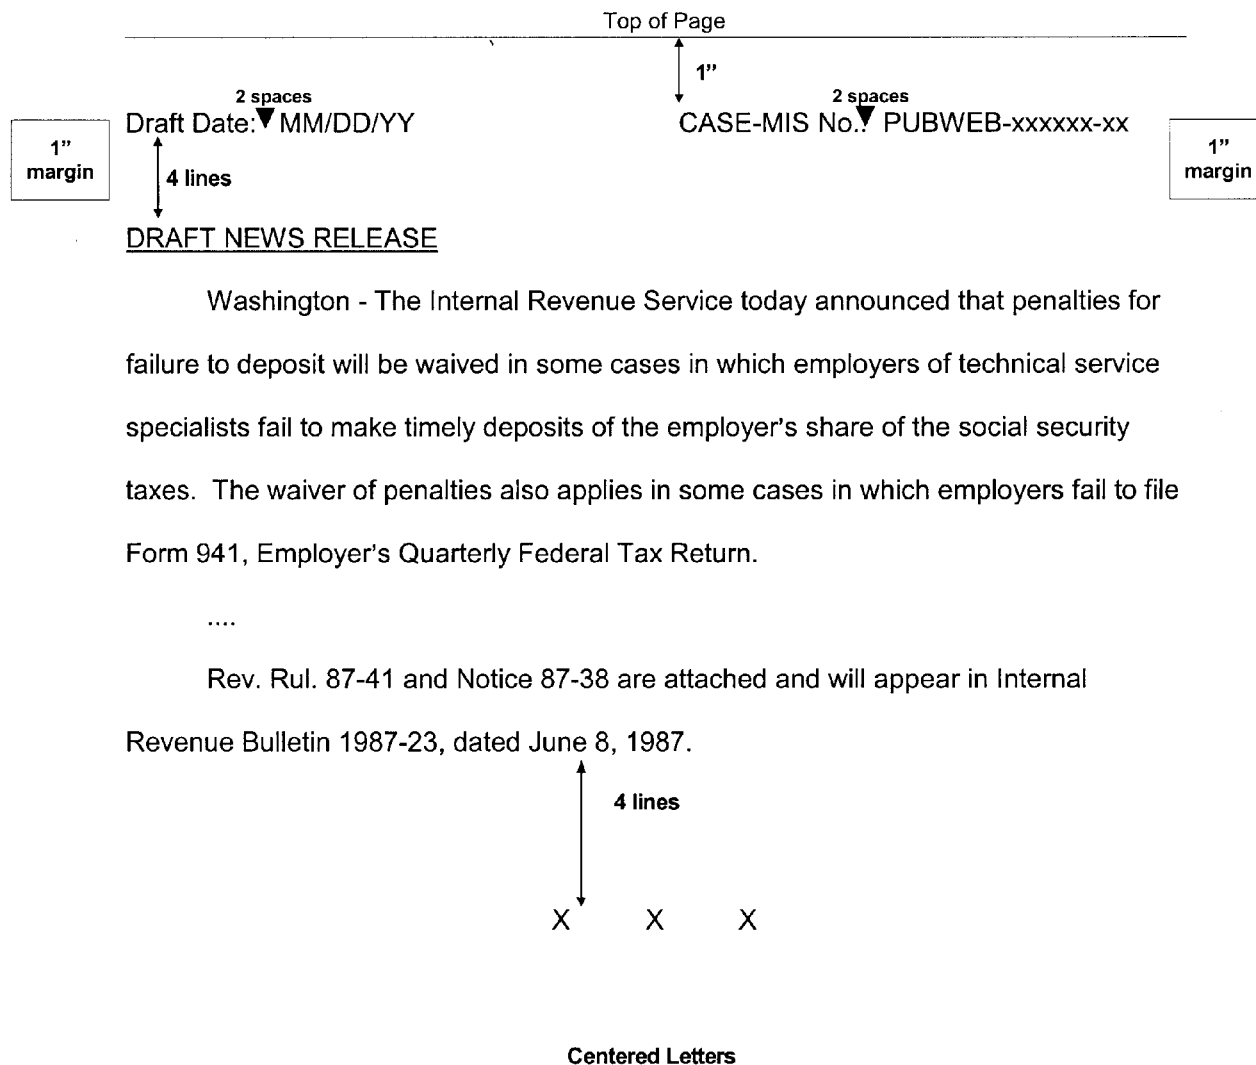 Top of Page
1”
2 spaces 2 spaces
Draft Date: MM/DD/YY CASE-MIS No.: PUBWEB-xxxxxx-xx
1” margin
1” margin
4 lines
DRAFT NEWS RELEASE
Washington - The Internal Revenue Service today announced that penalties for
failure to deposit will be waived in some cases in which employers of technical service
specialists fail to make timely deposits of the employer's share of the social security
taxes.  The waiver of penalties also applies in some cases in which employers fail to file
Form 941, Employer's Quarterly Federal Tax Return.
....
Rev. Rul. 87-41 and Notice 87-38 are attached and will appear in Internal
Revenue Bulletin 1987-23, dated June 8, 1987.
4 lines
X X X
Centered Letters